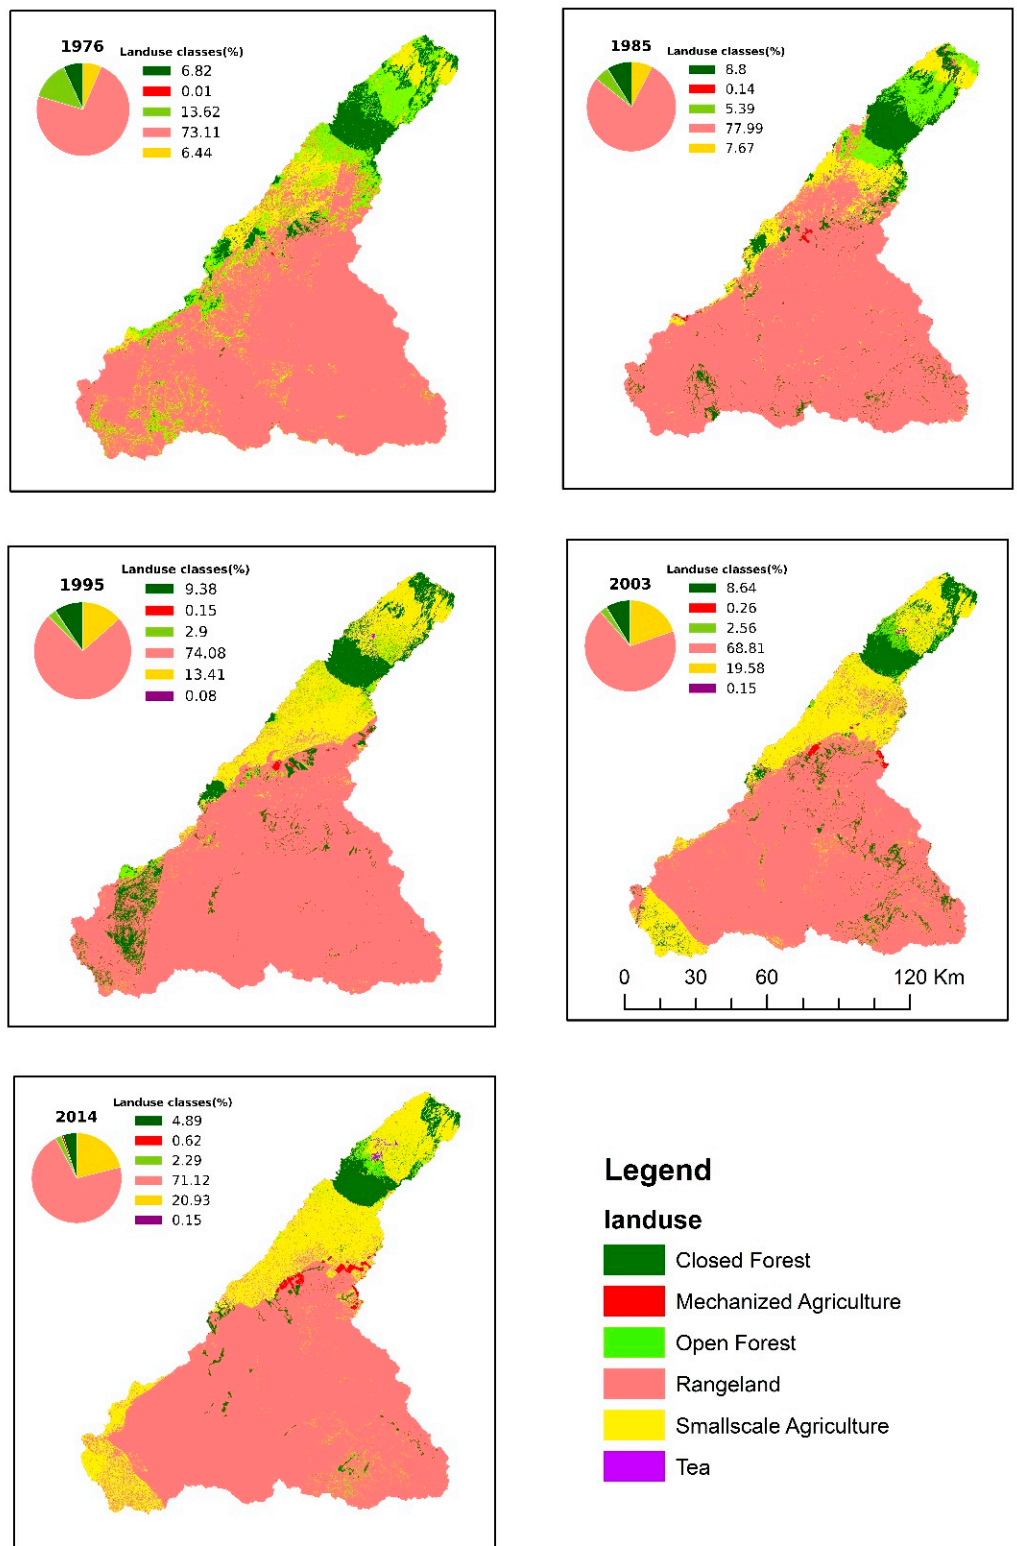 1976
Landuse classes(%)
6.82
0.01
13.62
73.11
6.44
1985
Landuse classes(%)
8.8
0.14
5.39
77.99
7.67
1995
Landuse classes(%)
9.38
0.15
2.9
74.08
13.41
0.08
2003
Landuse classes(%)
8.64
0.26
2.56
68.81
19.58
0.15
0 30 60 120 Km
2014
Landuse classes(%)
4.89
0.62
2.29
71.12
20.93
0.15
Legend
landuse
Closed Forest
Mechanized Agriculture
Open Forest
Rangeland
Smallscale Agriculture
Tea